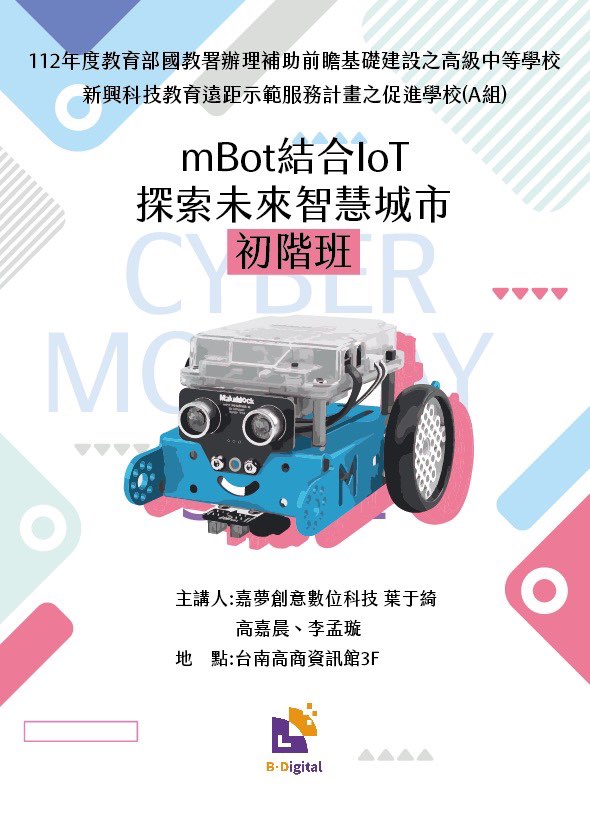 112年度教育部國教署辦理補助前瞻基礎建設之高級中等學校
新興科技教育遠距示範服務計畫之促進學校(A組)
mBot結合IoT
探索未來智慧城市
初階班
CYBER
Makeblock
M
主講人:嘉夢創意數位科技 葉于綺
高嘉晨、李孟璇
地 點:台南高商資訊館3F
B·Digital